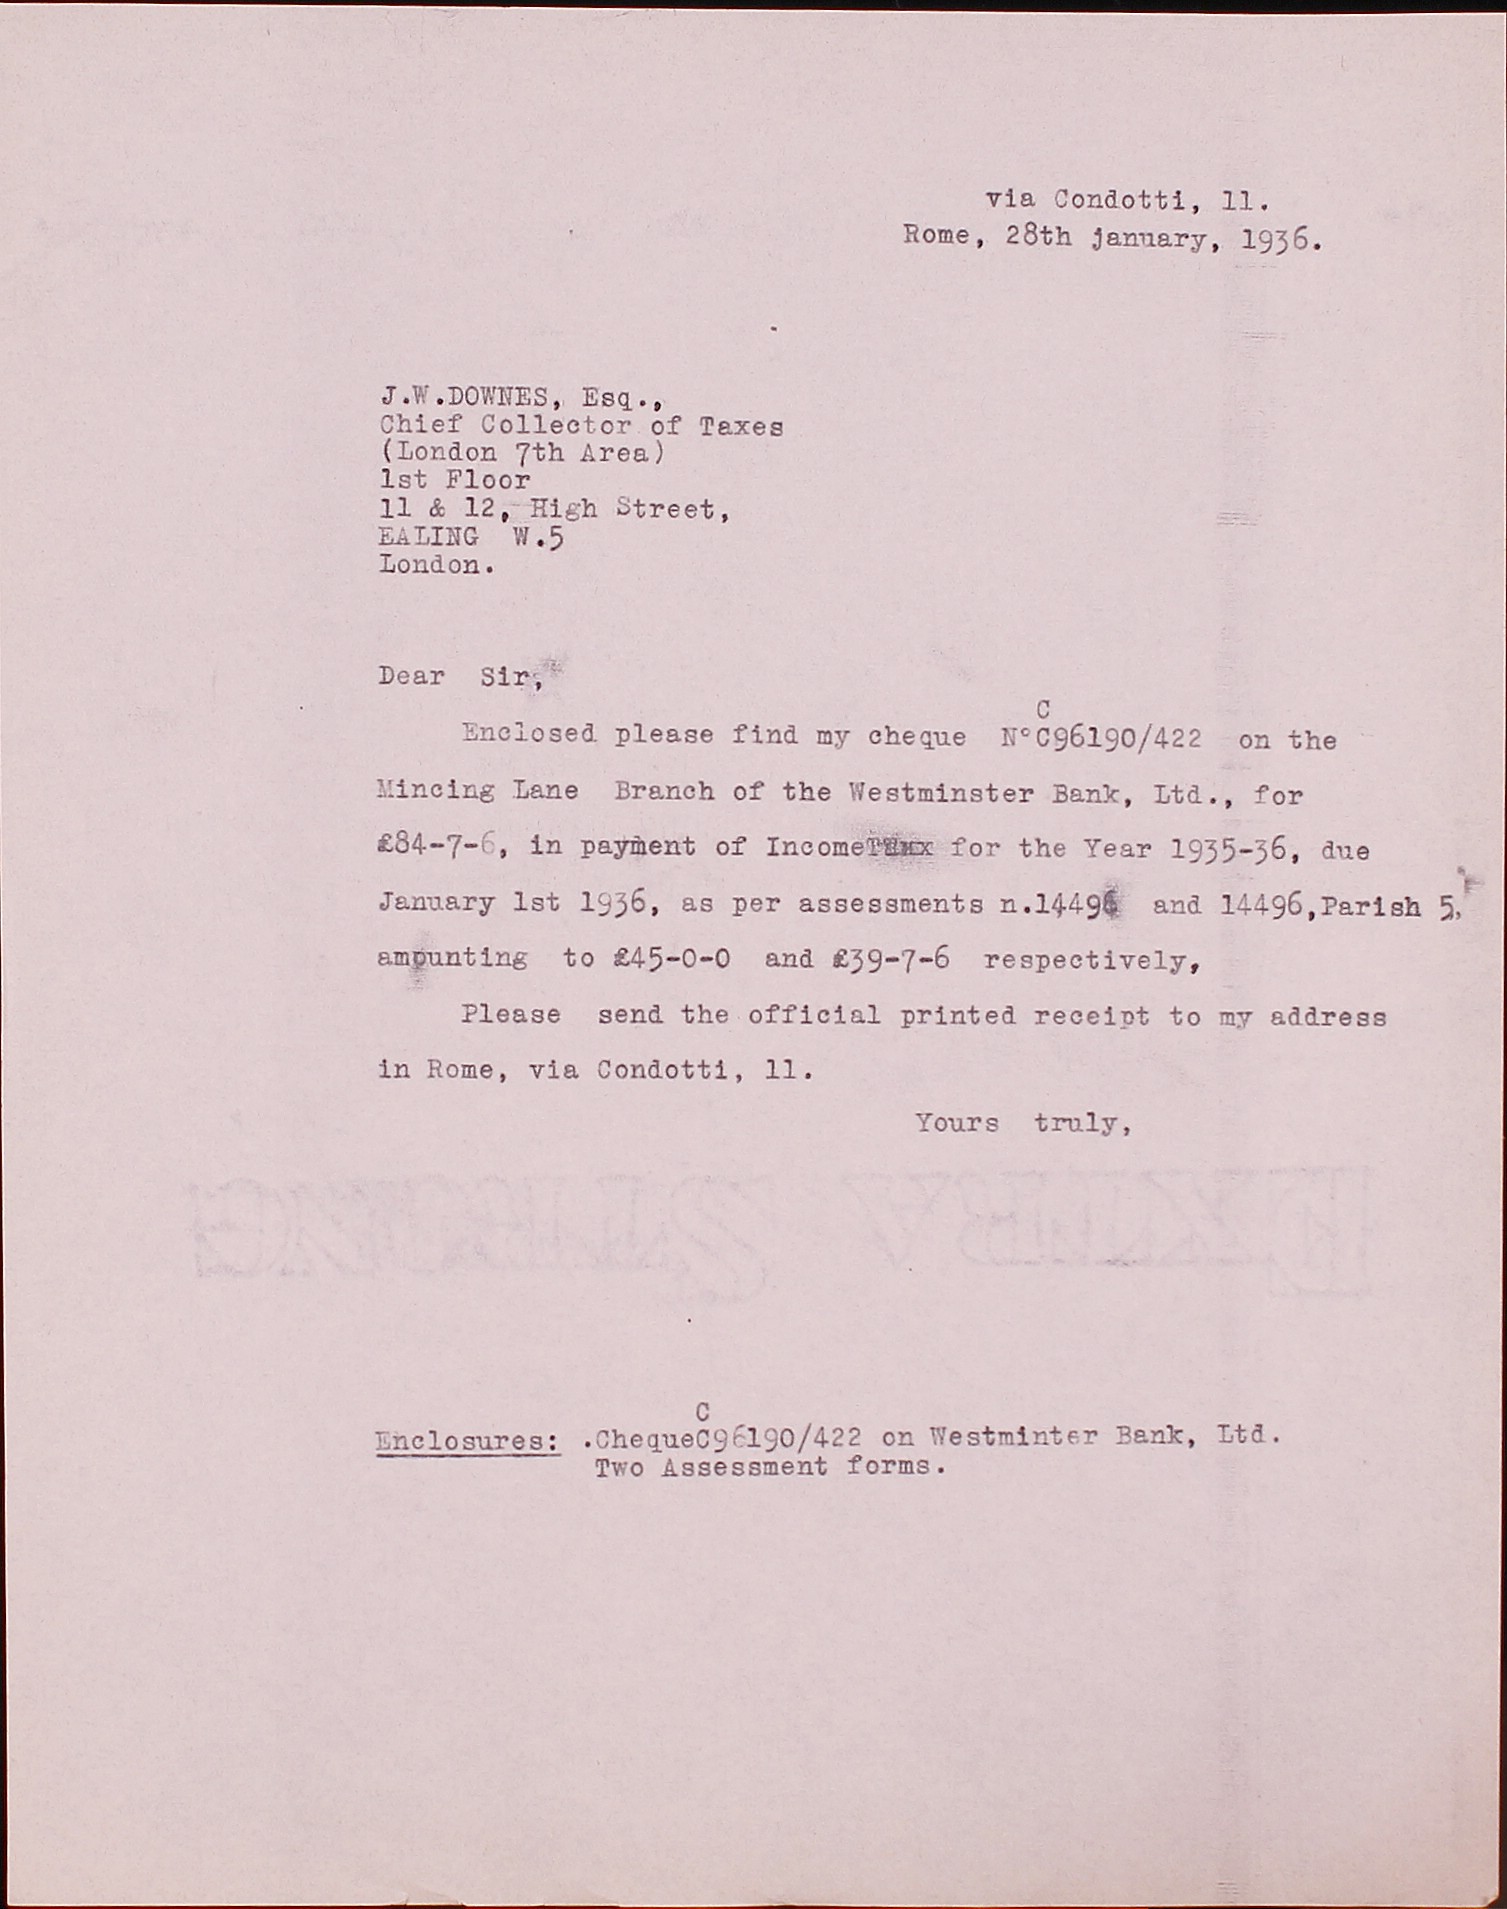 via Condotti, 11.
Rome, 28th january, 1936.
J.W.DOWNES, Esq.,
Chief Collector of Taxes
(London 7th Area)
1st Floor
11 & 12, High Street,
EALING W.5
London.
Dear Sir,
C
Enclosed please find my cheque N°C96190/422 on the
Mincing Lane Branch of the Westminster Bank, Ltd., for
£84-7-6, in payment of Income for the Year 1935-36, due
January 1st 1936, as per assessments n.14496 and 14496,Parish 5,
ampunting to £45-0-0 and £39-7-6 respectively,
Please send the official printed receipt to my address
in Rome, via Condotti, 11.
Yours truly,
C
Enclosures: .ChequeC96190/422 on Westminter Bank, Ltd.
Two Assessment forms.